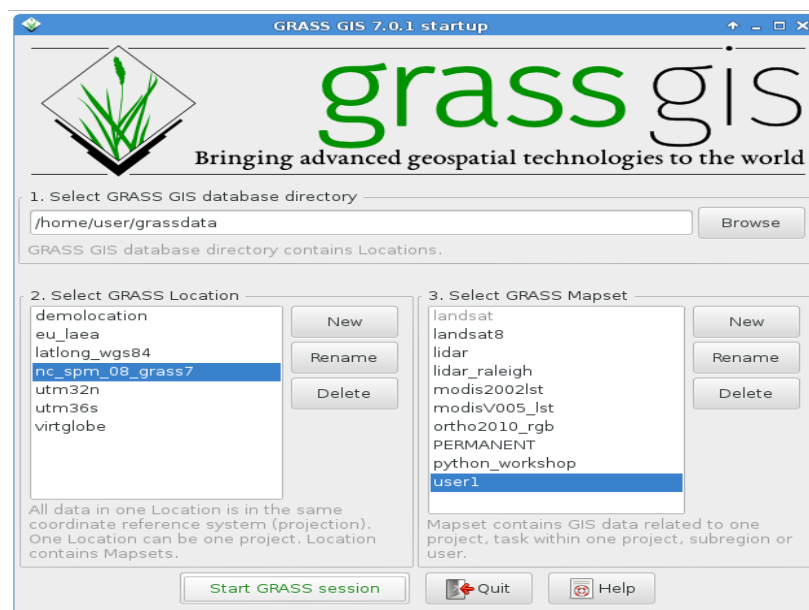 GRASS GIS 7.0.1 startup
grass gis
Bringing advanced geospatial technologies to the world
1. Select GRASS GIS database directory
/home/user/grassdata
Browse
GRASS GIS database directory contains Locations.
2. Select GRASS Location
demolocation
eu_laea
latlong_wgs84
nc_spm_08_grass7
utm32n
utm36s
virtglobe
New
Rename
Delete
All data in one Location is in the same
coordinate reference system (projection).
One Location can be one project. Location
contains Mapsets.
3. Select GRASS Mapset
landsat
landsat8
lidar
lidar_raleigh
modis2002lst
modisV005_lst
ortho2010_rgb
PERMANENT
python_workshop
user1
New
Rename
Delete
Mapset contains GIS data related to one
project, task within one project, subregion or
user.
Start GRASS session
Quit
Help